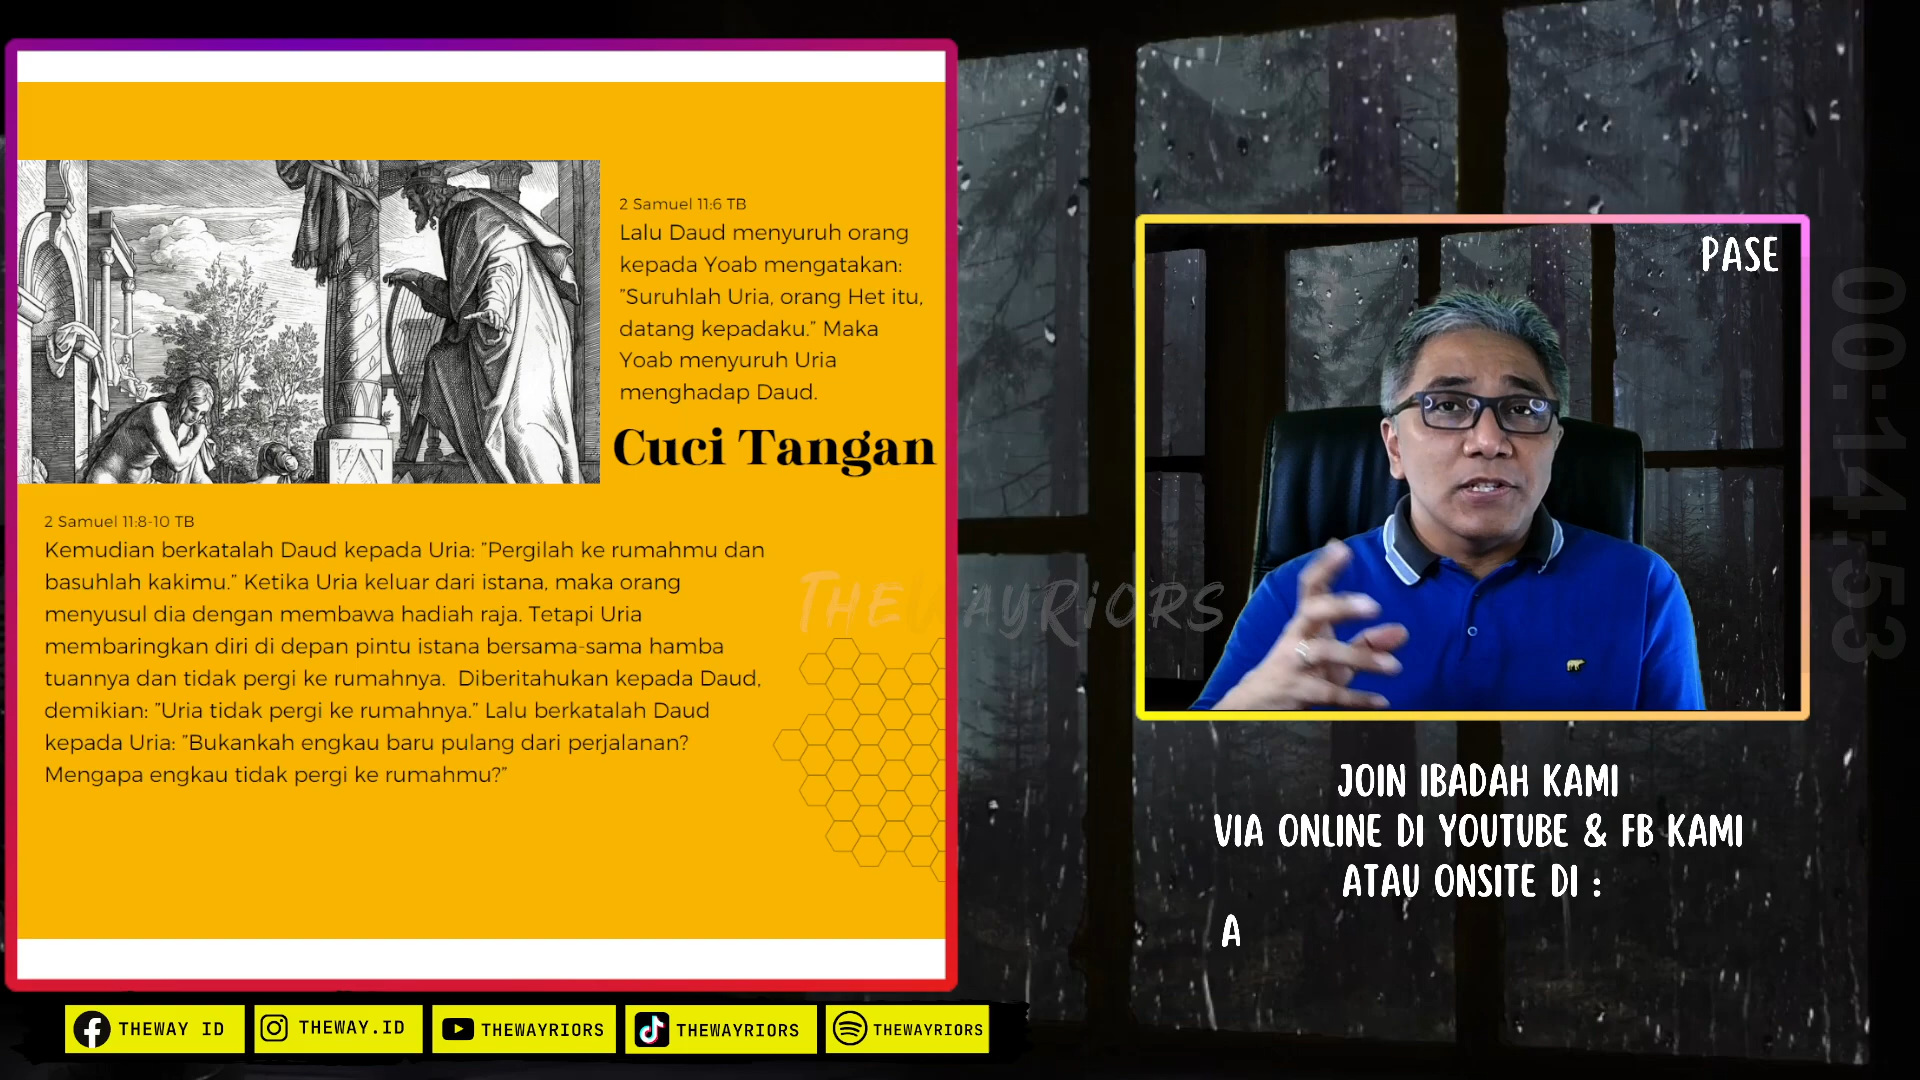 2 Samuel 11:6 TB
Lalu Daud menyuruh orang
kepada Yoab mengatakan:
"Suruhlah Uria, orang Het itu,
datang kepadaku." Maka
Yoab menyuruh Uria
menghadap Daud.
Cuci Tangan
2 Samuel 11:8-10 TB
Kemudian berkatalah Daud kepada Uria: "Pergilah ke rumahmu dan
basuhlah kakimu." Ketika Uria keluar dari istana, maka orang
menyusul dia dengan membawa hadiah raja. Tetapi Uria
membaringkan diri di depan pintu istana bersama-sama hamba
tuannya dan tidak pergi ke rumahnya.  Diberitahukan kepada Daud,
demikian: "Uria tidak pergi ke rumahnya." Lalu berkatalah Daud
kepada Uria: "Bukankah engkau baru pulang dari perjalanan?
Mengapa engkau tidak pergi ke rumahmu?"
THEWAYRiORS
PASE
00:14:53
JOIN IBADAH KAMI
VIA ONLINE DI YOUTUBE & FB KAMI
ATAU ONSITE DI :
A
THEWAY ID
THEWAY.ID
THEWAYRIORS
THEWAYRIORS
THEWAYRIORS